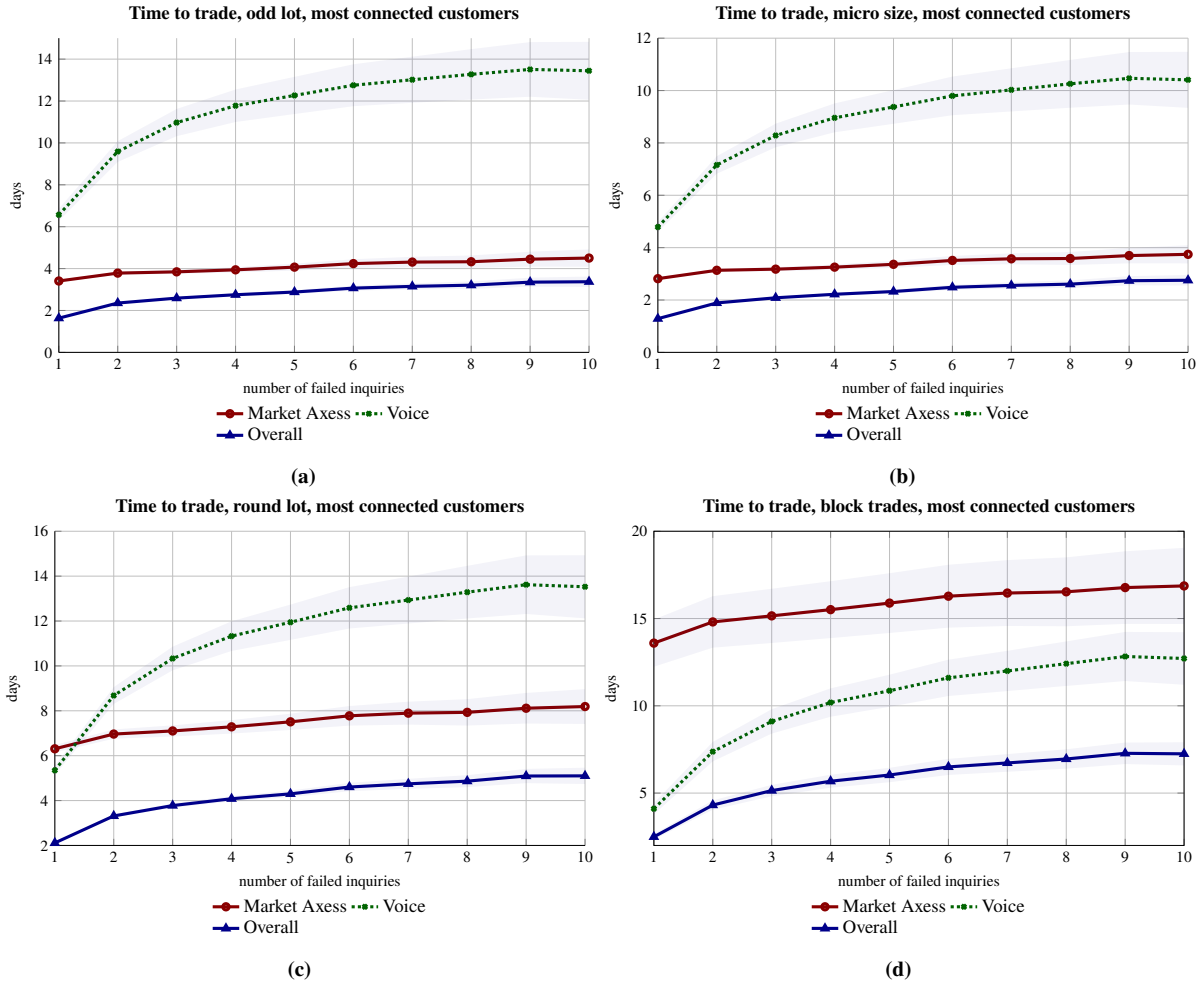 Time to trade, odd lot, most connected customers
14
12
10
8
6
4
2
0
days
1 2 3 4 5 6 7 8 9 10
number of failed inquiries
Market Axess Voice
Overall
(a)
Time to trade, micro size, most connected customers
12
10
8
6
4
2
0
days
1 2 3 4 5 6 7 8 9 10
number of failed inquiries
Market Axess Voice
Overall
(b)
Time to trade, round lot, most connected customers
16
14
12
10
8
6
4
2
days
1 2 3 4 5 6 7 8 9 10
number of failed inquiries
Market Axess Voice
Overall
(c)
Time to trade, block trades, most connected customers
20
15
10
5
days
1 2 3 4 5 6 7 8 9 10
number of failed inquiries
Market Axess Voice
Overall
(d)